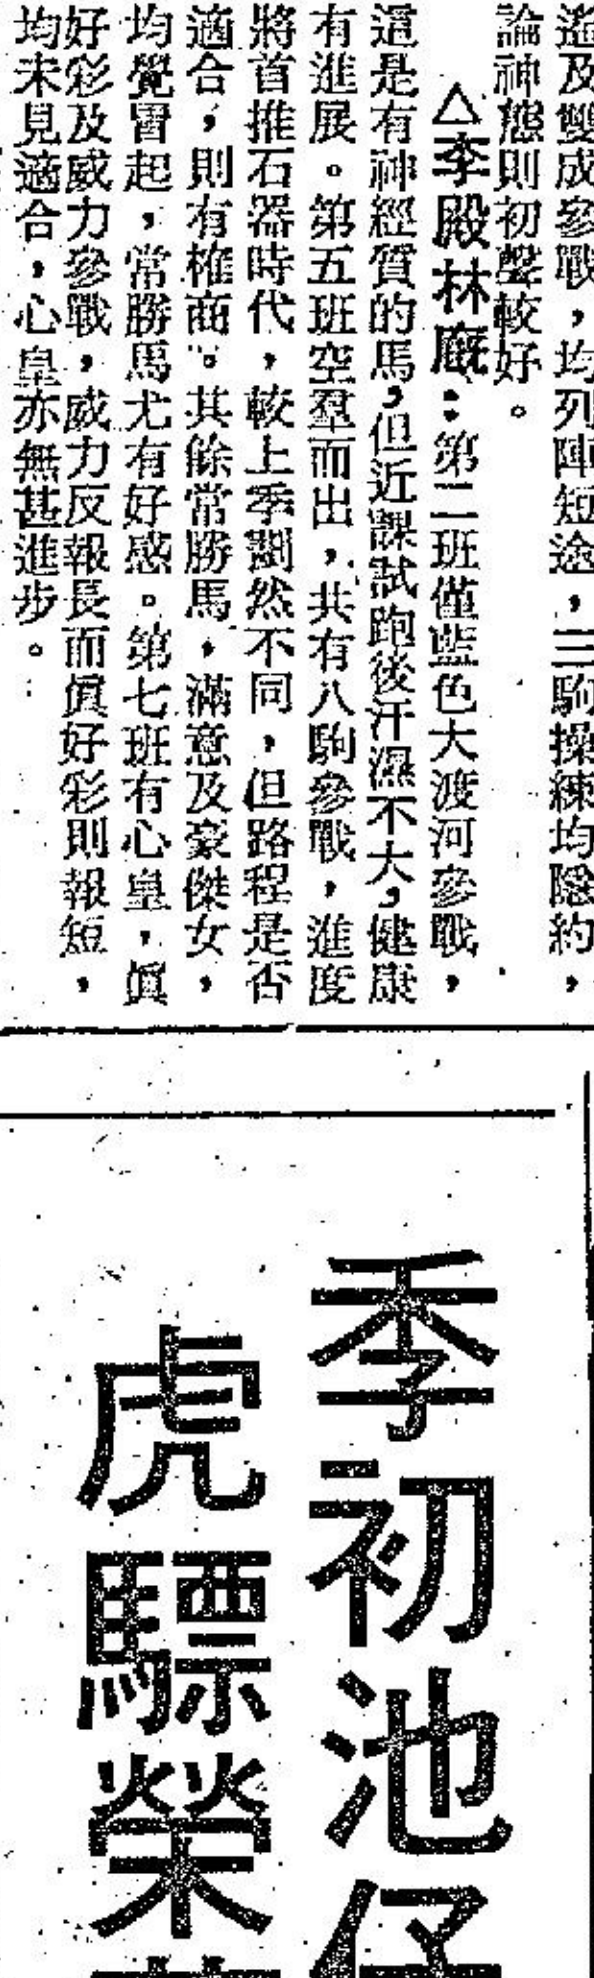 及雙成參戰，均列陣短途，三駒操練均隱約，
論神態則初戇較好。
△李殿林廐：第二班僅藍色大渡河參戰，
這是有神經質的馬，但近課試跑後汗濕不大，健康
有進展。第五班空羣而出，共有八駒參戰，進度
將首推石器時代，較上季劃然不同，但路程是否
適合，則有榷商。其餘常勝馬，滿意及豪傑女，
均覺冒起，常勝馬尤有好感。第七班有心皇，眞
好彩及威力參戰，威力反報長而眞好彩則報短，
均未見適合，心皇亦無甚進步。
季初池仔
虎驃榮